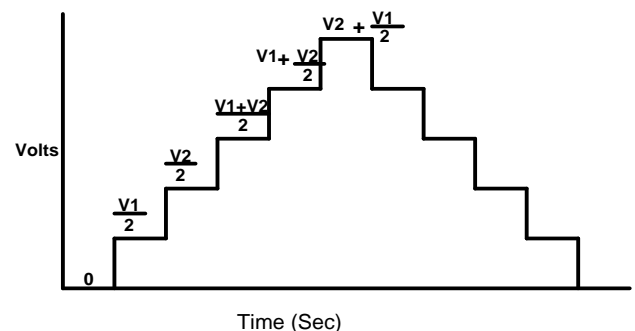 V2 + V1/2
V1+ V2/2
V1+V2
2
Volts
V2
2
V1
2
0
Time (Sec)